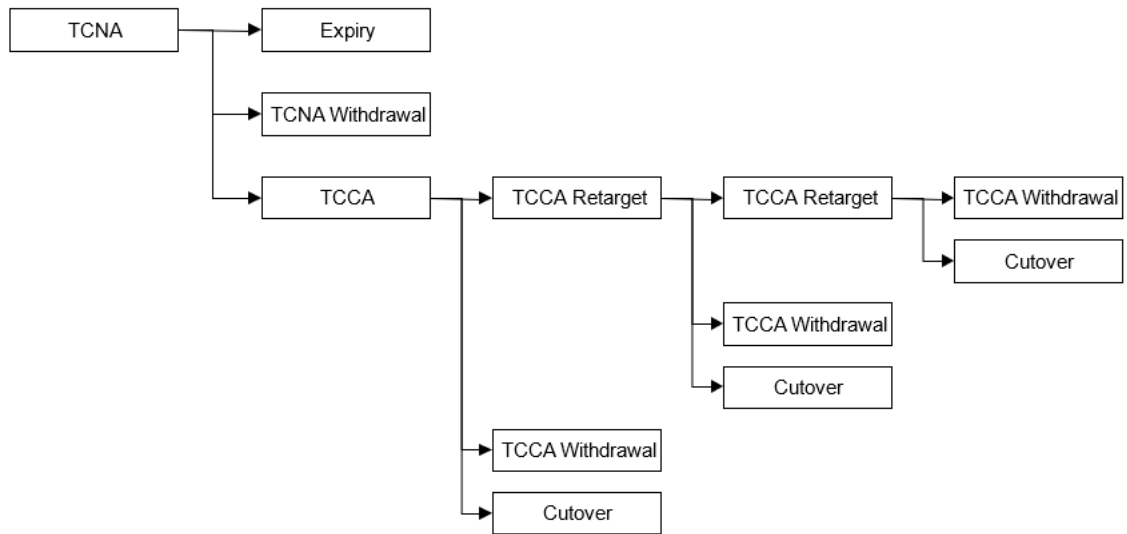 TCNA
Expiry
TCNA Withdrawal
TCCA
TCCA Retarget
TCCA Retarget
TCCA Withdrawal
Cutover
TCCA Withdrawal
Cutover
TCCA Withdrawal
Cutover